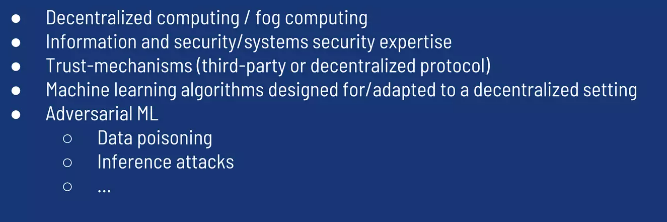 ● Decentralized computing / fog computing
● Information and security/systems security expertise
● Trust-mechanisms (third-party or decentralized protocol)
● Machine learning algorithms designed for/adapted to a decentralized setting
● Adversarial ML
○ Data poisoning
○ Inference attacks
○ ...